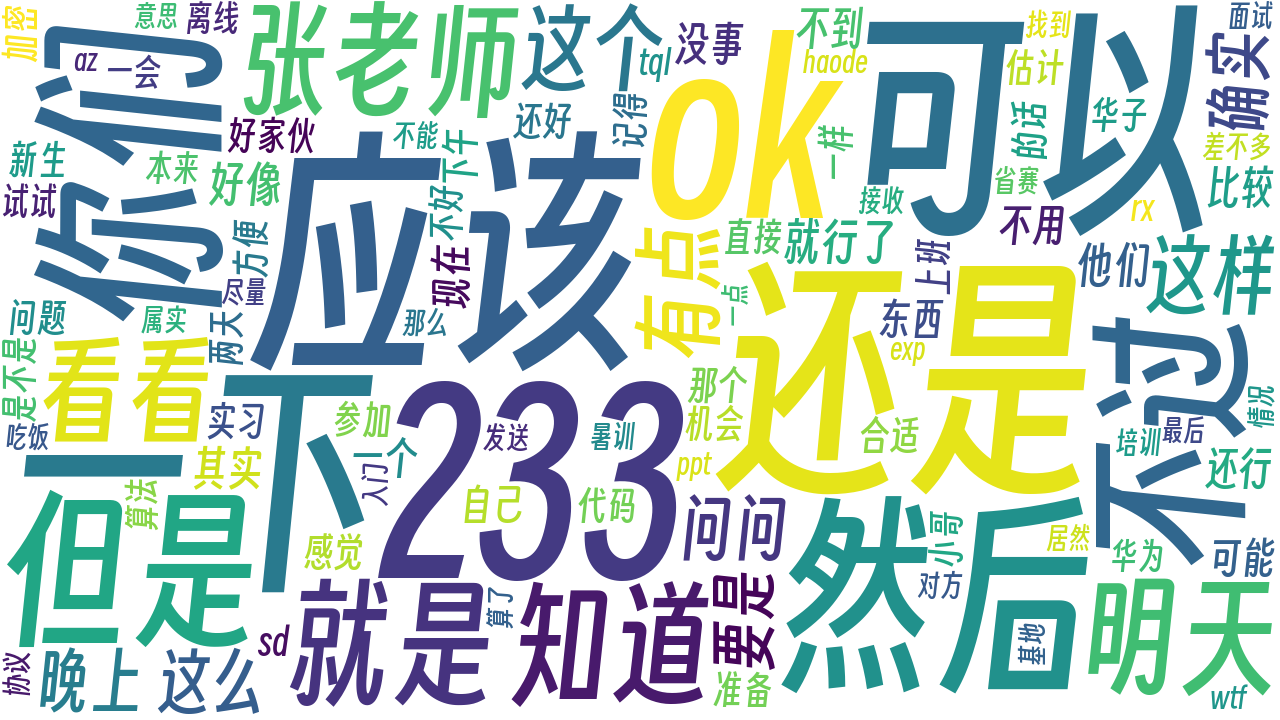 加密
意思
离线
你们
az
一会
张老师
这个
没事
tql
不到
haode
ok
可以
找到
估计
面试
确实
好家伙
还好
记得
不能
下午
不好
一样
的话
华子
差不多
新生
本来
好像
试试
应该
接收
省赛
rx
不用
比较
方便
尽量
现在
有点
直接
就行了
一点
上班
他们
这样
问题
属实
两天
那么
东西
exp
还是
不过
是不是
看看
一下
233
那个
机会
合适
情况
吃饭
实习
参加
一个
发送
暑训
培训
最后
其实
入门
ppt
还行
算法
自己
代码
问问
但是
感觉
然后
小哥
居然
华为
可能
对方
就是
算了
知道
要是
明天
sd
基地
协议
晚上
这么
准备
wtf